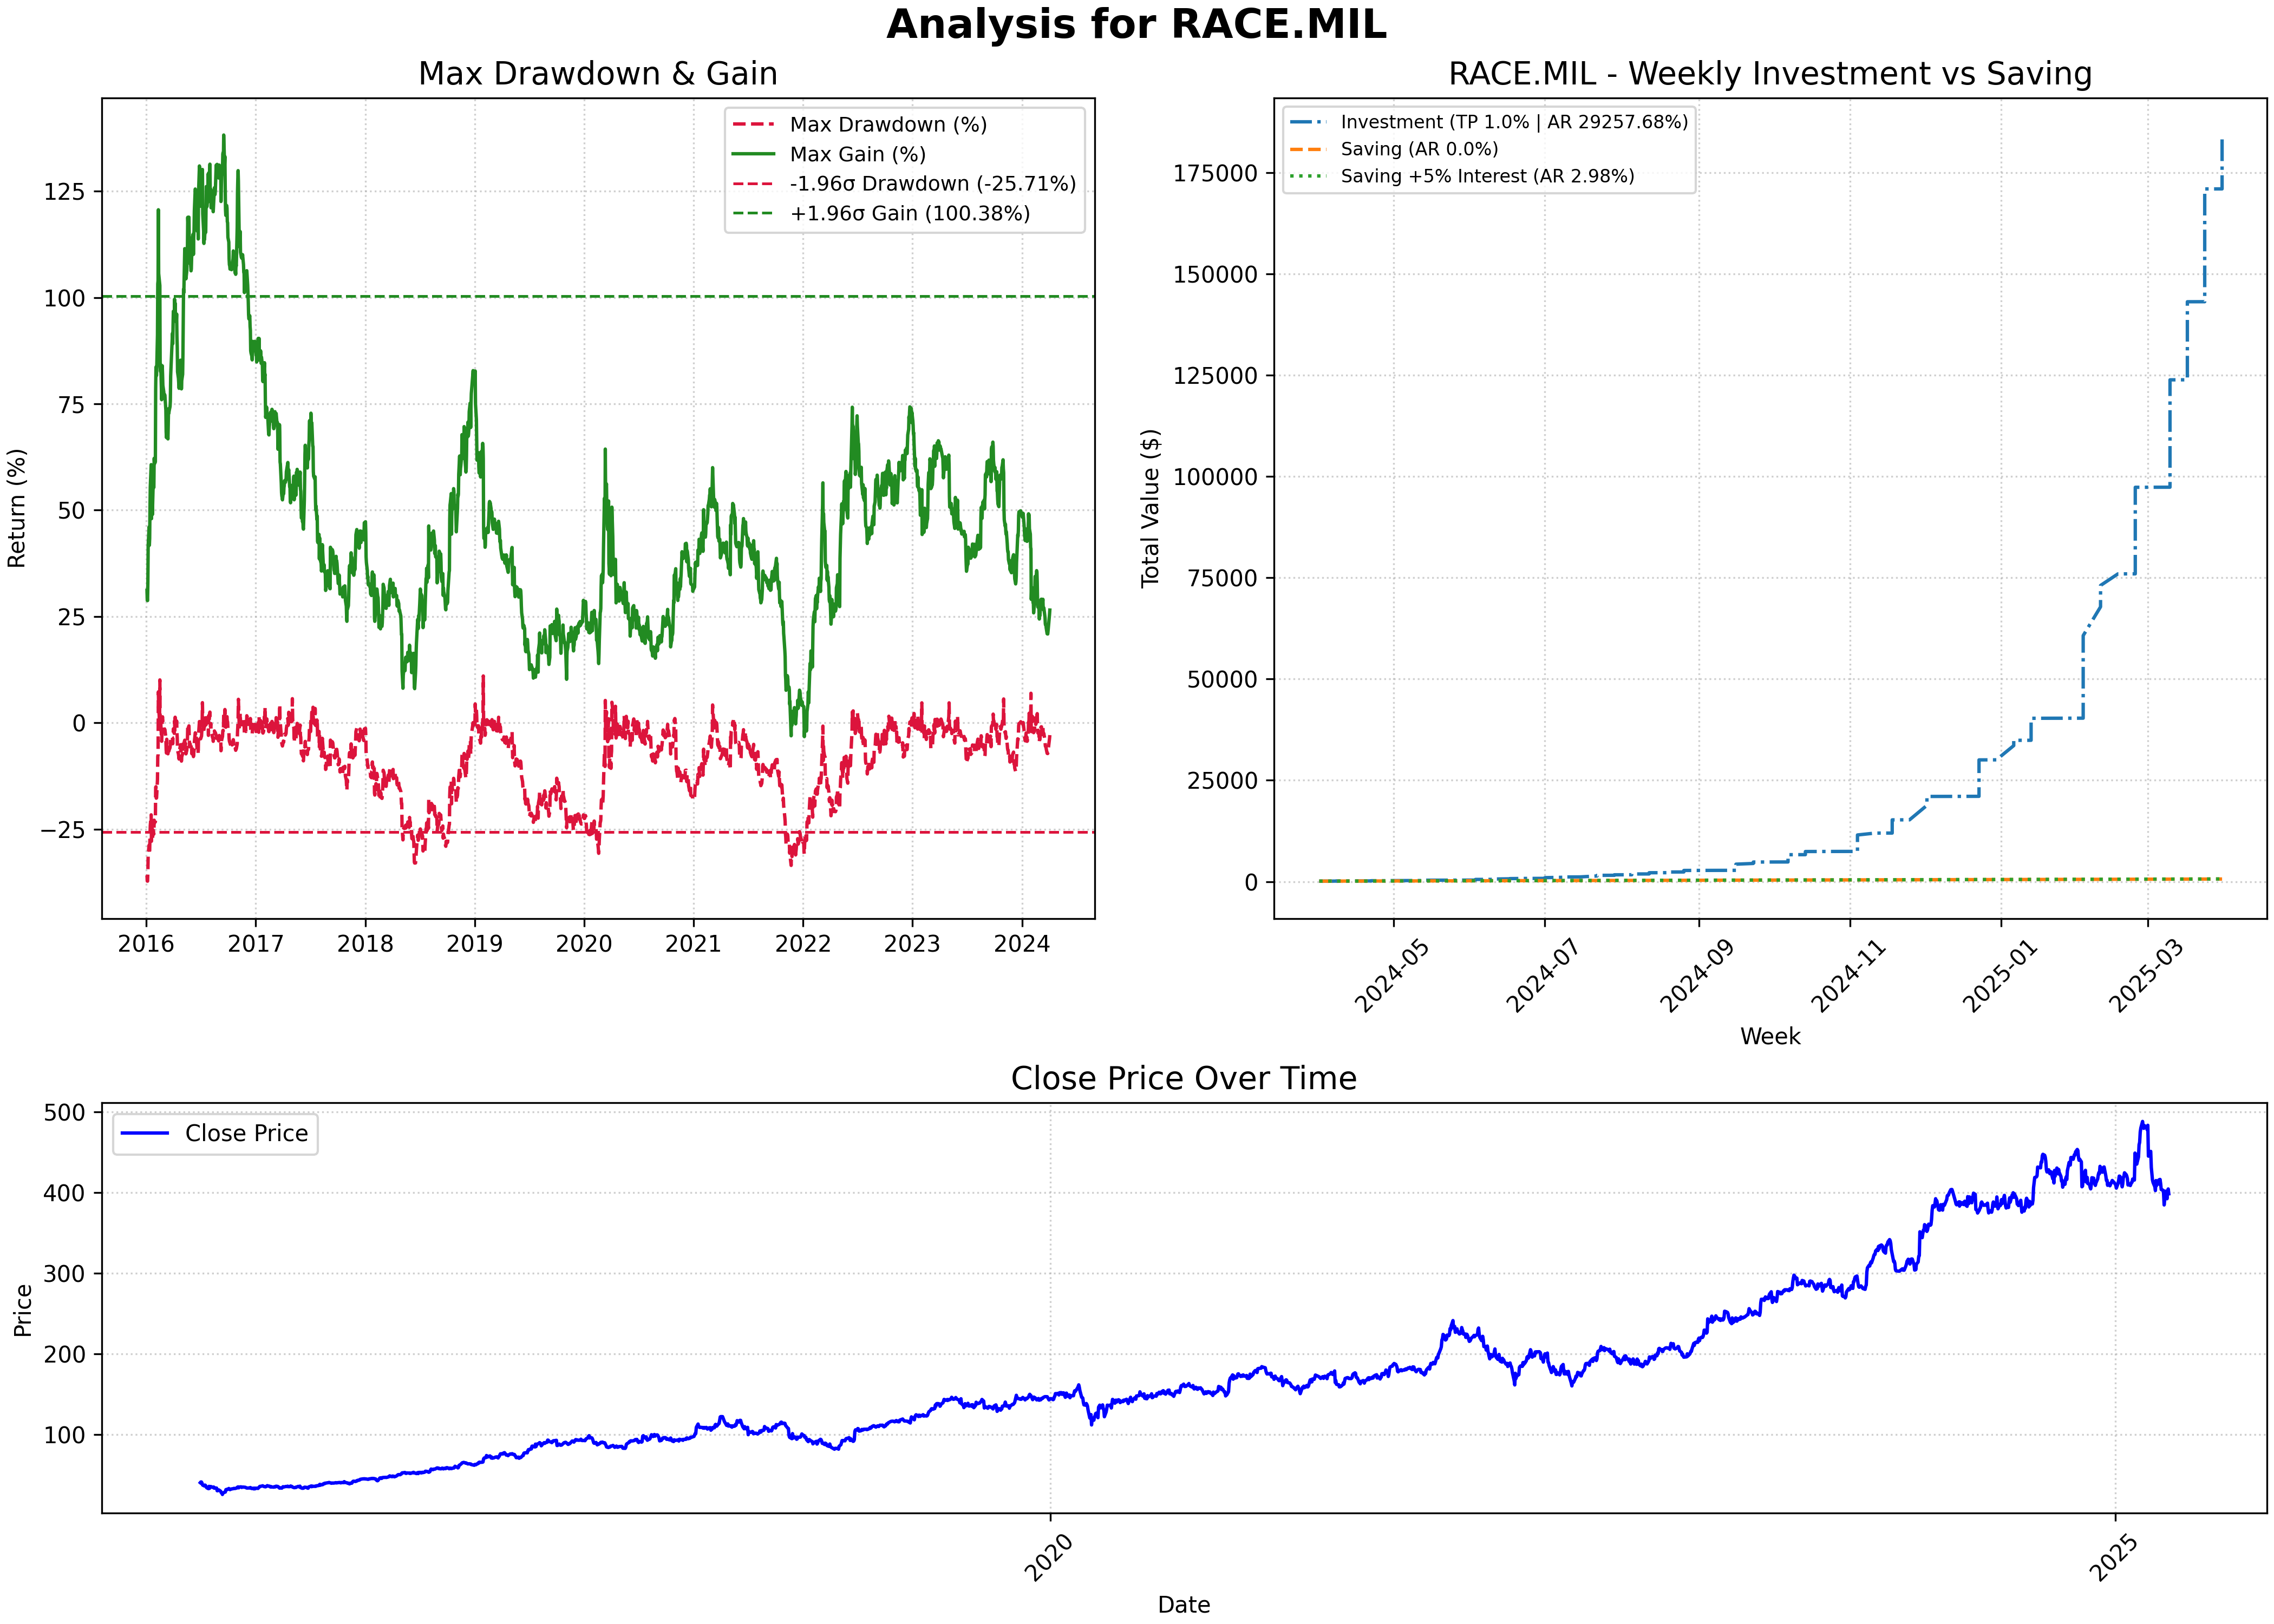 Analysis for RACE.MIL
Max Drawdown & Gain
Return (%)
125
100
75
50
25
0
−25
2016
2017
2018
2019
2020
2021
2022
2023
2024
Max Drawdown (%)
Max Gain (%)
-1.96σ Drawdown (-25.71%)
+1.96σ Gain (100.38%)
RACE.MIL - Weekly Investment vs Saving
Total Value ($)
175000
150000
125000
100000
75000
50000
25000
0
Investment (TP 1.0% | AR 29257.68%)
Saving (AR 0.0%)
Saving +5% Interest (AR 2.98%)
2024-05
2024-07
2024-09
2024-11
2025-01
2025-03
Week
Close Price Over Time
Price
500
400
300
200
100
Close Price
2020
2025
Date